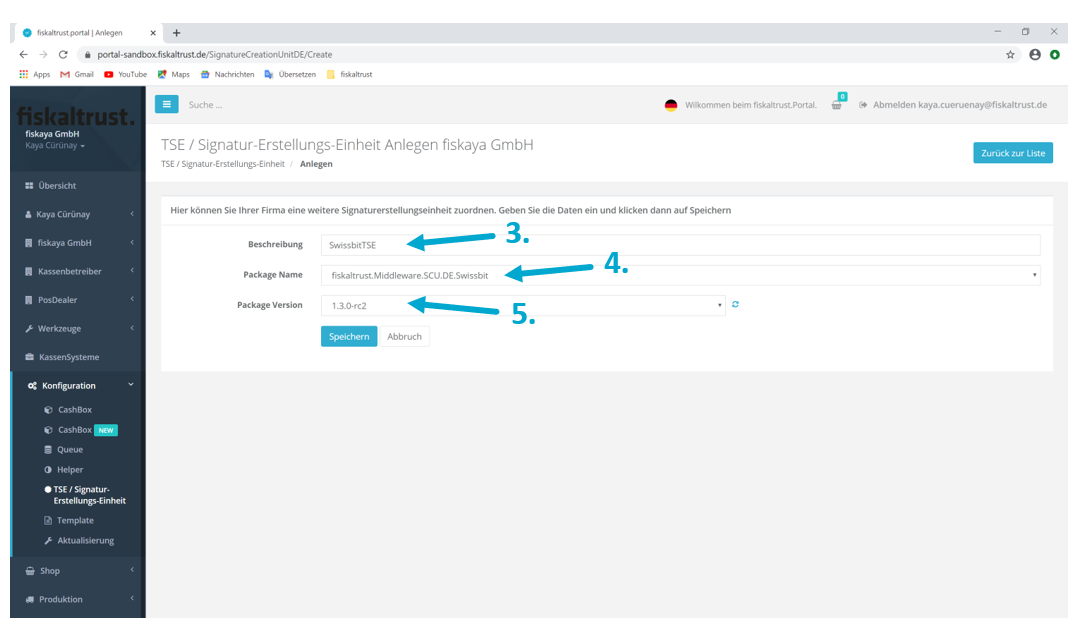 fiskaltrust.portal | Anlegen
portal-sandbox.fiskaltrust.de/SignatureCreationUnitDE/Create
Apps Gmail YouTube Maps Nachrichten Übersetzen fiskaltrust
fiskaltrust.
fiskaya GmbH
Kaya Cürünay
Suche ...
Wilkommen beim fiskaltrust.Portal.
0
Abmelden kaya.cueruenay@fiskaltrust.de
TSE / Signatur-Erstellungs-Einheit Anlegen fiskaya GmbH
TSE / Signatur-Erstellungs-Einheit / Anlegen
Zurück zur Liste
Übersicht
Kaya Cürünay
fiskaya GmbH
Kassenbetreiber
PosDealer
Werkzeuge
KassenSysteme
Konfiguration
CashBox
CashBox NEW
Queue
Helper
TSE / Signatur-
Erstellungs-Einheit
Template
Aktualisierung
Shop
Produktion
Hier können Sie Ihrer Firma eine weitere Signaturerstellungseinheit zuordnen. Geben Sie die Daten ein und klicken dann auf Speichern
Beschreibung SwissbitTSE 3.
Package Name fiskaltrust.Middleware.SCU.DE.Swissbit 4.
Package Version 1.3.0-rc2 5.
Speichern Abbruch